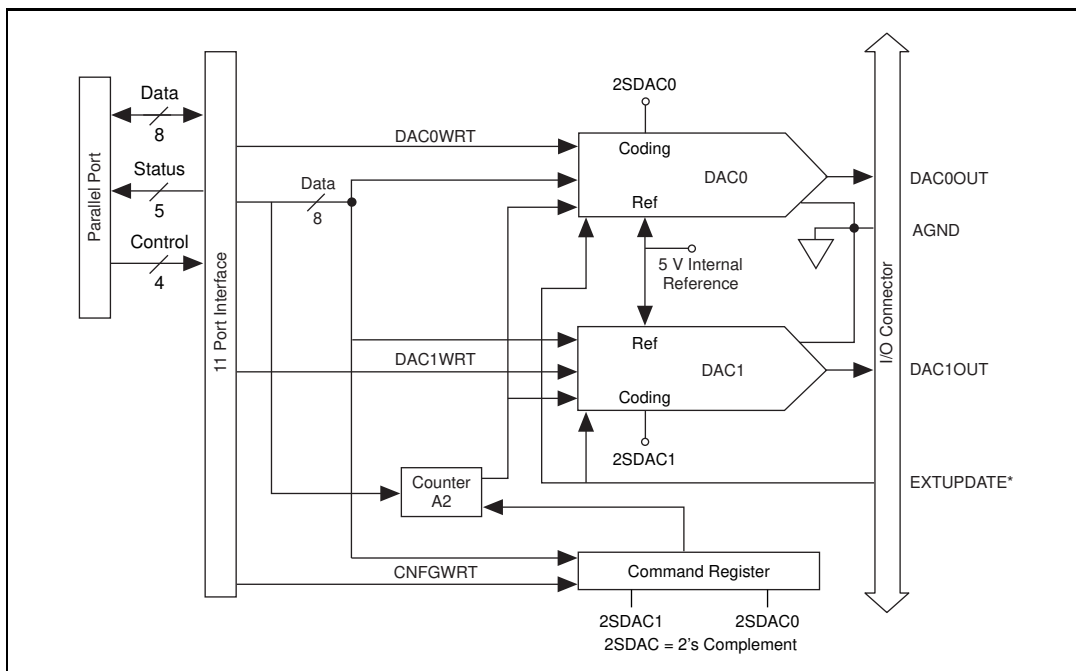 Parallel Port
Data
8
Status
5
Control
4
11 Port Interface
DAC0WRT
Data
8
2SDAC0
Coding
DAC0
Ref
5 V Internal
Reference
Ref
DAC1WRT
DAC1
Coding
2SDAC1
Counter
A2
CNFGWRT
Command Register
2SDAC1
2SDAC0
2SDAC = 2's Complement
I/O Connector
DAC0OUT
AGND
DAC1OUT
EXTUPDATE*